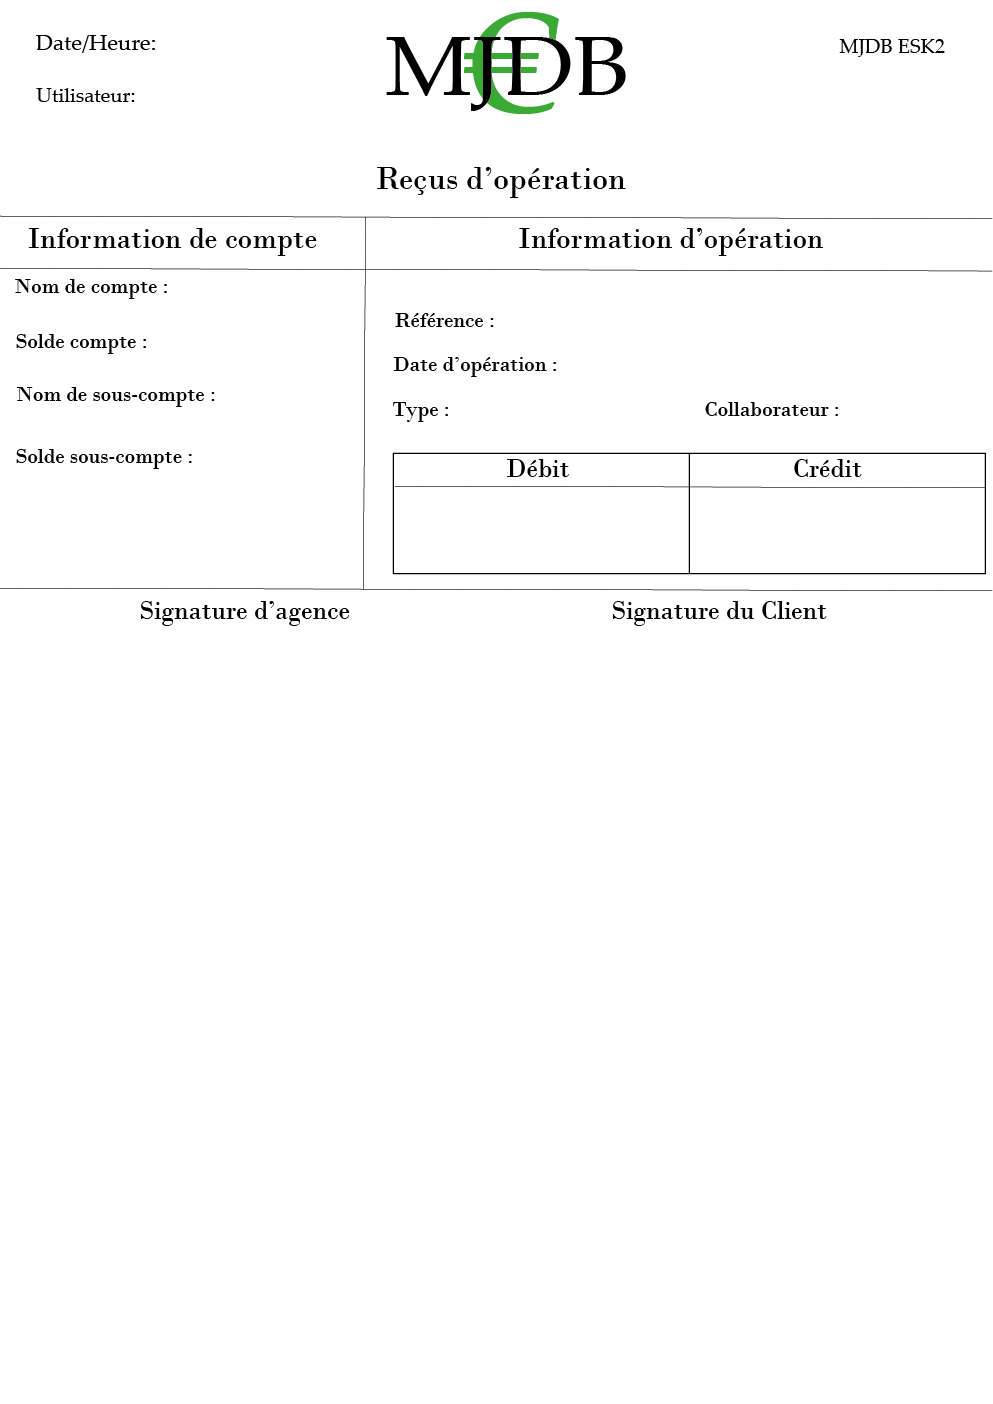 Date/Heure:
MJDB ESK2
€
MJDB
Utilisateur:
Reçus d’opération
Information de compte
Information d’opération
Nom de compte :
Solde compte :
Nom de sous-compte :
Solde sous-compte :
Référence :
Date d’opération :
Type :
Collaborateur :
Débit
Crédit
Signature d’agence
Signature du Client